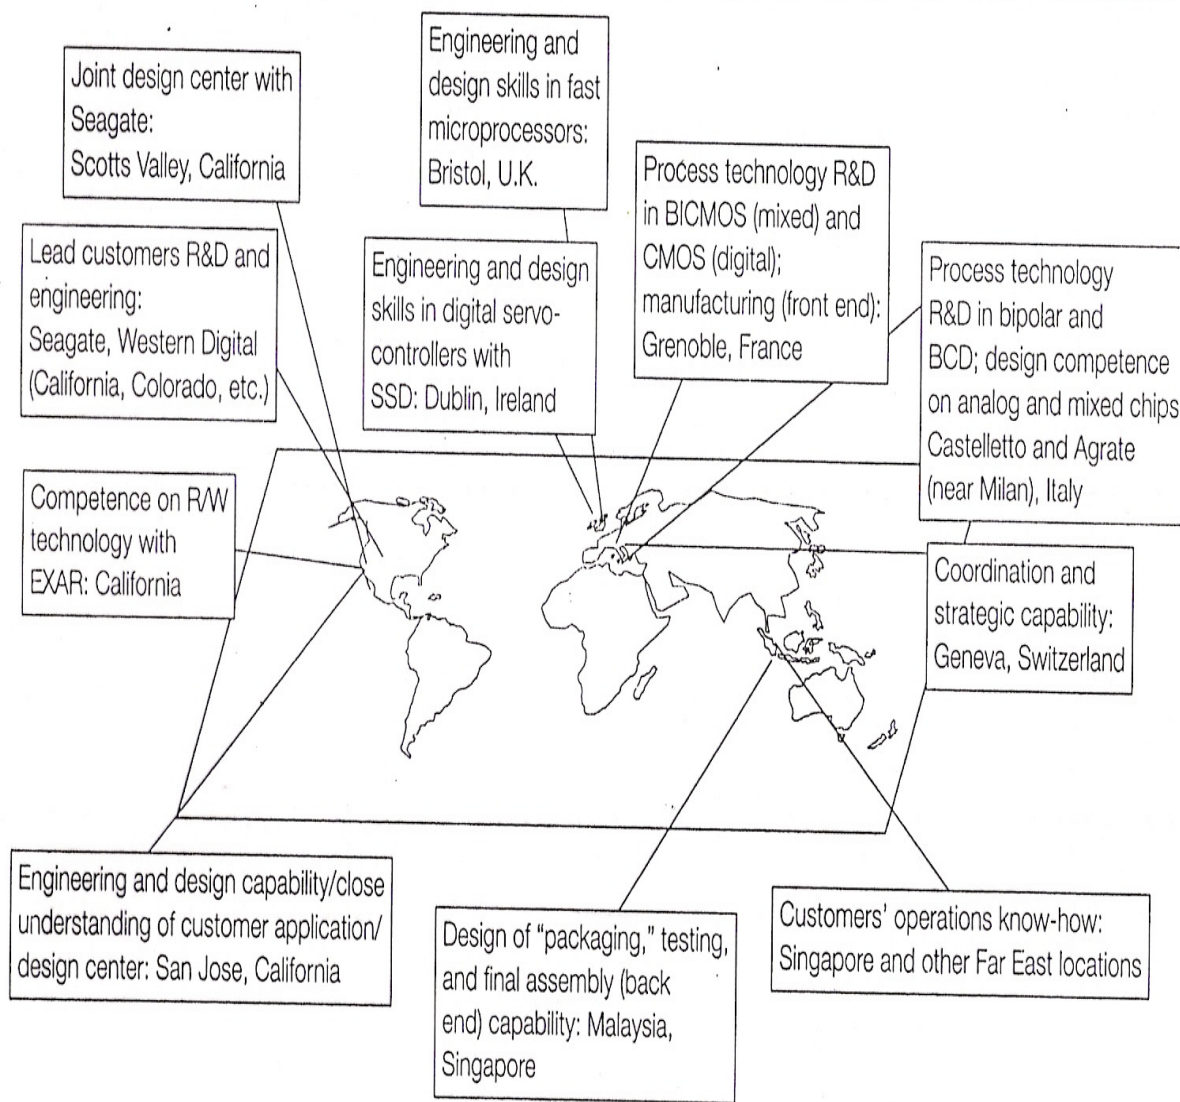 Joint design center with
Seagate:
Scotts Valley, California
Engineering and
design skills in fast
microprocessors:
Bristol, U.K.
Process technology R&D
in BICMOS (mixed) and
CMOS (digital);
manufacturing (front end):
Grenoble, France
Lead customers R&D and
engineering:
Seagate, Western Digital
(California, Colorado, etc.)
Engineering and design
skills in digital servo-
controllers with
SSD: Dublin, Ireland
Process technology
R&D in bipolar and
BCD; design competence
on analog and mixed chips
Castelletto and Agrate
(near Milan), Italy
Competence on R/W
technology with
EXAR: California
Coordination and
strategic capability:
Geneva, Switzerland
Engineering and design capability/close
understanding of customer application/
design center: San Jose, California
Design of “packaging,” testing,
and final assembly (back
end) capability: Malaysia,
Singapore
Customers’ operations know-how:
Singapore and other Far East locations